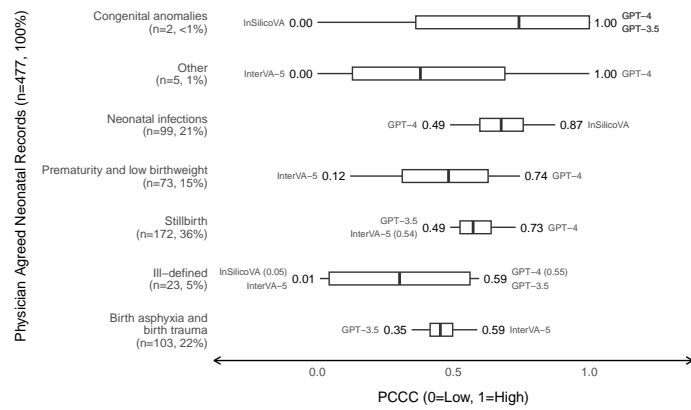 Physician Agreed Neonatal Records (n=477, 100%)
Congenital anomalies
(n=2, <1%)
InSilicoVA 0.00
1.00 GPT−4
GPT−3.5
Other
(n=5, 1%)
InterVA−5 0.00
1.00 GPT−4
Neonatal infections
(n=99, 21%)
GPT−4 0.49
0.87 InSilicoVA
Prematurity and low birthweight
(n=73, 15%)
InterVA−5 0.12
0.74 GPT−4
Stillbirth
(n=172, 36%)
GPT−3.5
InterVA−5 (0.54) 0.49
0.73 GPT−4
Ill−defined
(n=23, 5%)
InSilicoVA (0.05)
InterVA−5 0.01
0.59 GPT−4 (0.55)
GPT−3.5
Birth asphyxia and
birth trauma
(n=103, 22%)
GPT−3.5 0.35
0.59 InterVA−5
0.0 0.5 1.0
PCCC (0=Low, 1=High)